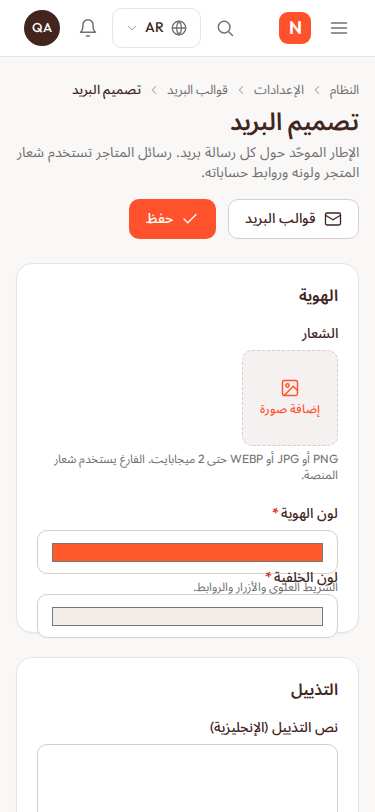 N
AR
QA
النظام > الإعدادات > قوالب البريد > تصميم البريد
تصميم البريد
الإطار الموحّد حول كل رسالة بريد. رسائل المتاجر تستخدم شعار
المتجر ولونه وروابط حساباته.
قوالب البريد
حفظ
الهوية
الشعار
إضافة صورة
PNG أو JPG أو WEBP حتى 2 ميجابايت. الفارغ يستخدم شعار
المنصة.
لون الهوية *
لون الخلفية *
الشريط العلوي والأزرار والروابط.
التذييل
نص التذييل (الإنجليزية)